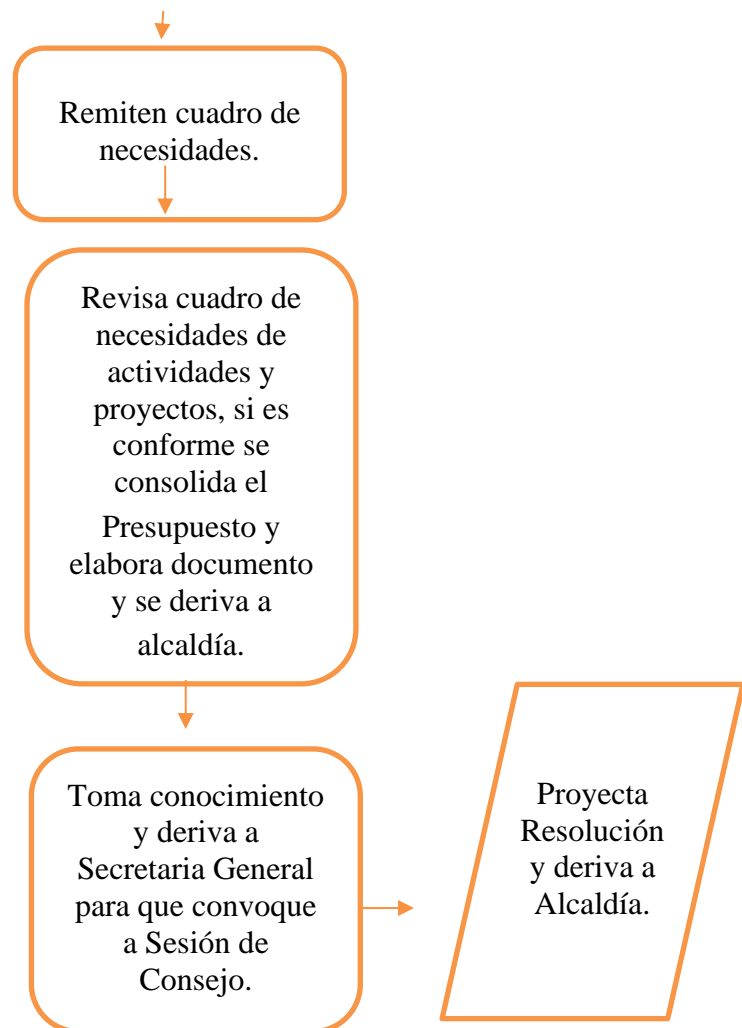 Remiten cuadro de
necesidades.
Revisa cuadro de
necesidades de
actividades y
proyectos, si es
conforme se
consolida el
Presupuesto y
elabora documento
y se deriva a
alcaldía.
Toma conocimiento
y deriva a
Secretaria General
para que convoque
a Sesión de
Consejo.
Proyecta
Resolución
y deriva a
Alcaldía.